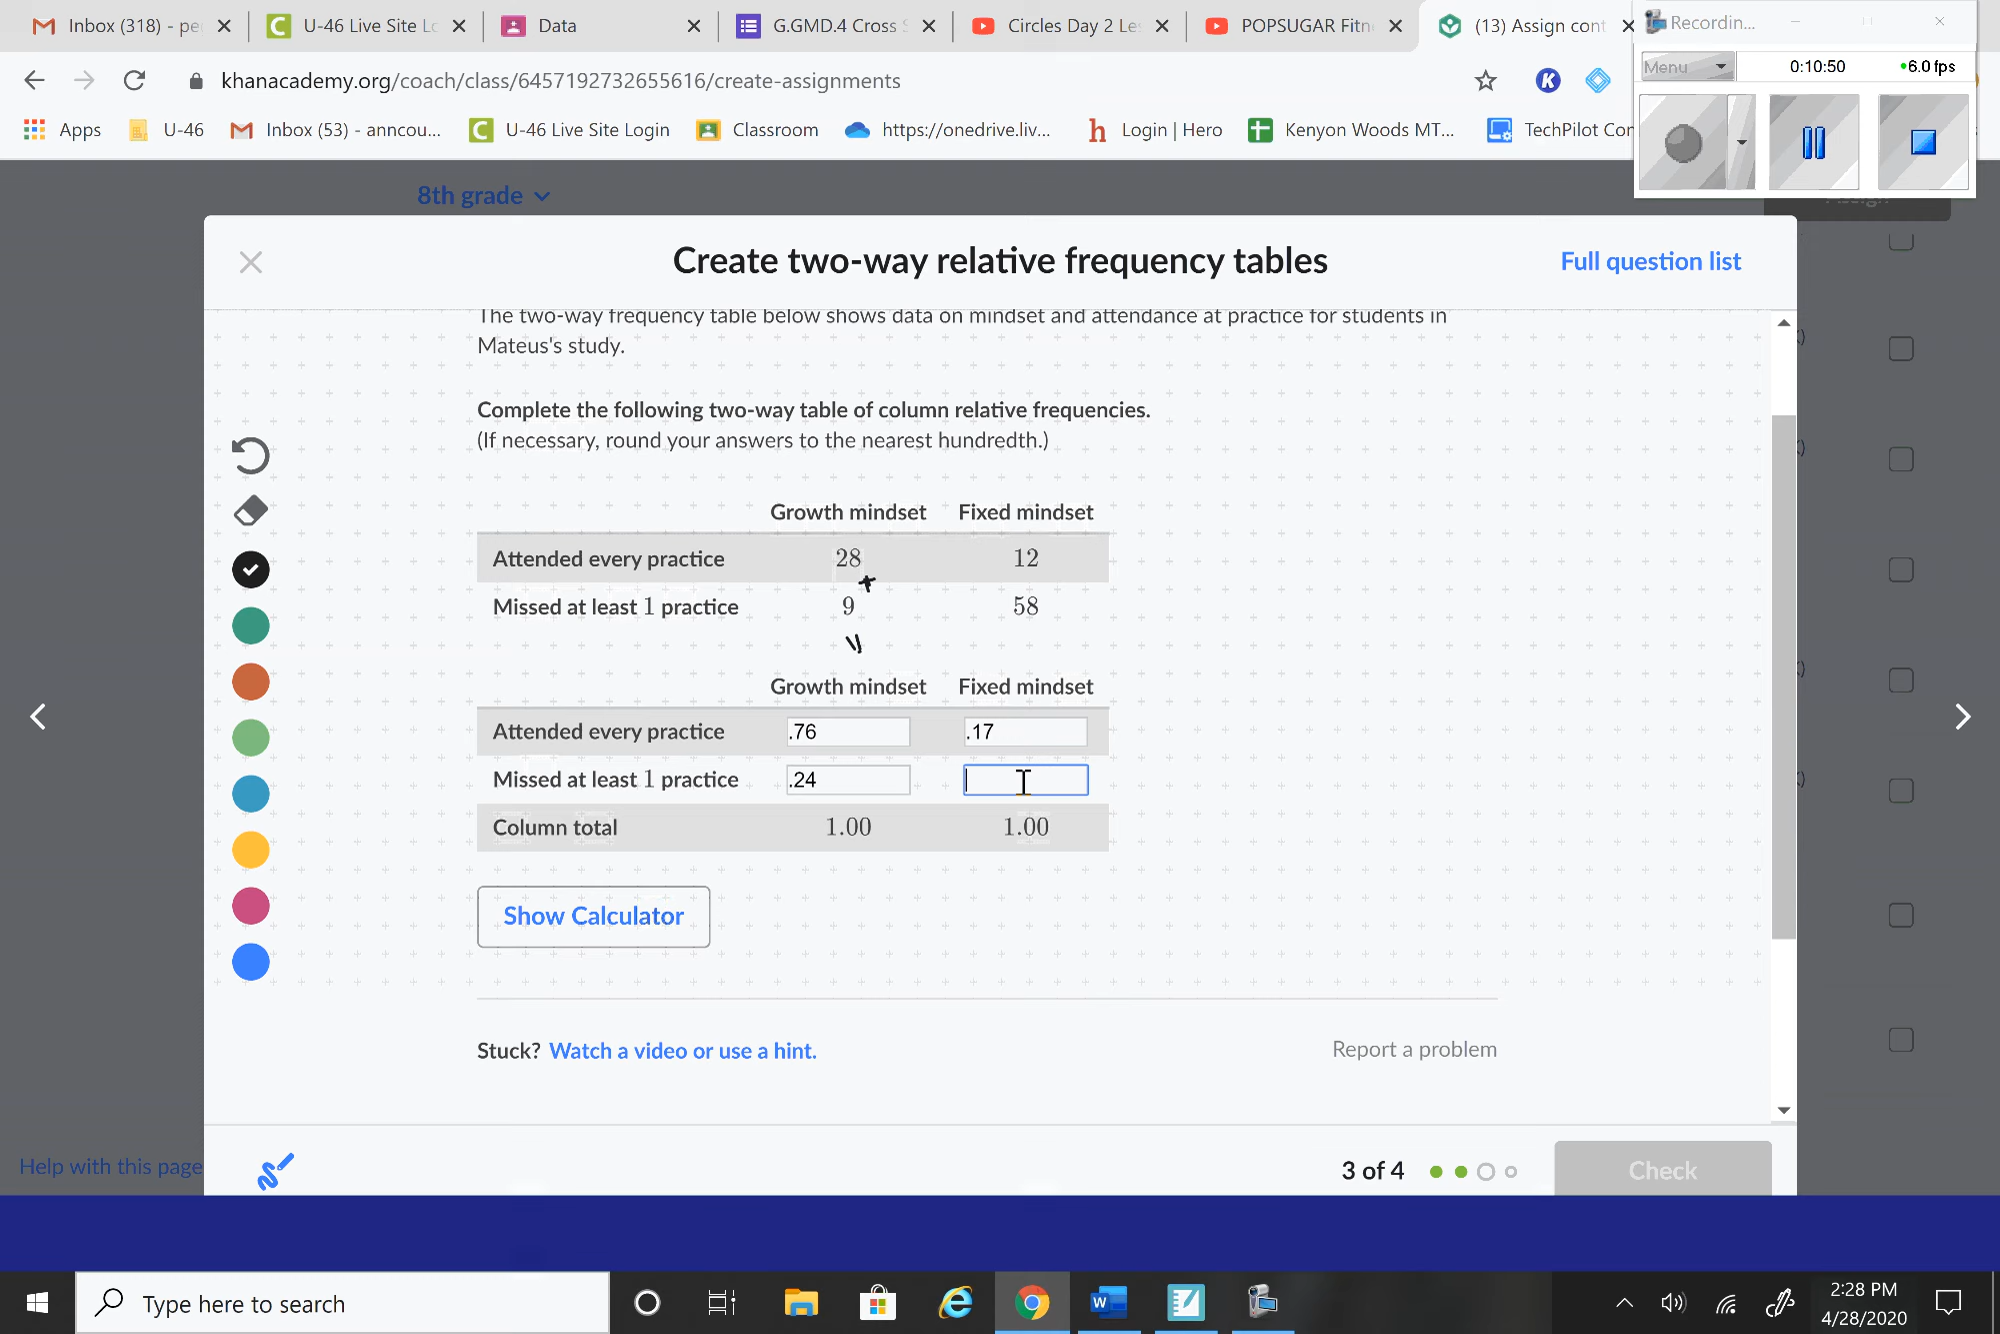 Inbox (318) - pe
U-46 Live Site Lo
Data
G.GMD.4 Cross S
Circles Day 2 Les
POPSUGAR Fitn
(13) Assign cont
Recordin...
khanacademy.org/coach/class/6457192732655616/create-assignments
Menu
0:10:50
6.0 fps
Apps
U-46
Inbox (53) - anncou...
U-46 Live Site Login
Classroom
https://onedrive.liv...
Login | Hero
Kenyon Woods MT...
TechPilot Cor
8th grade
Create two-way relative frequency tables
Full question list
The two-way frequency table below shows data on mindset and attendance at practice for students in
Mateus's study.
Complete the following two-way table of column relative frequencies.
(If necessary, round your answers to the nearest hundredth.)
Growth mindset Fixed mindset
Attended every practice 28 12
+
Missed at least 1 practice 9 58
Growth mindset Fixed mindset
Attended every practice .76 .17
Missed at least 1 practice .24
Column total 1.00 1.00
Show Calculator
Stuck? Watch a video or use a hint.
Report a problem
Help with this page
3 of 4
Check
Type here to search
2:28 PM
4/28/2020